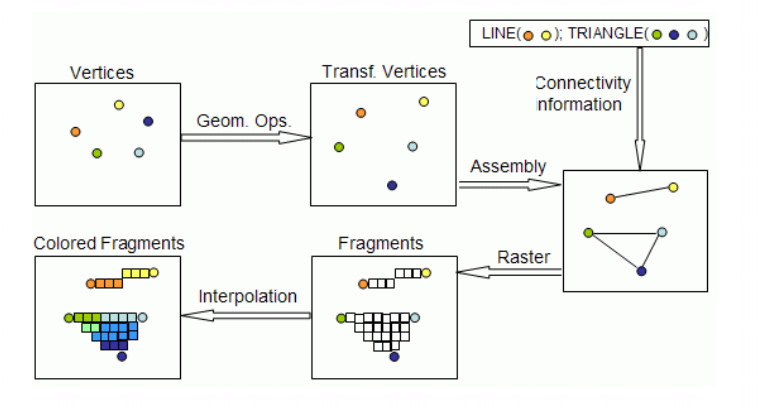 LINE( ); TRIANGLE( )
Vertices
Transf. Vertices
Connectivity
information
Geom. Ops.
Assembly
Colored Fragments
Fragments
Raster
Interpolation